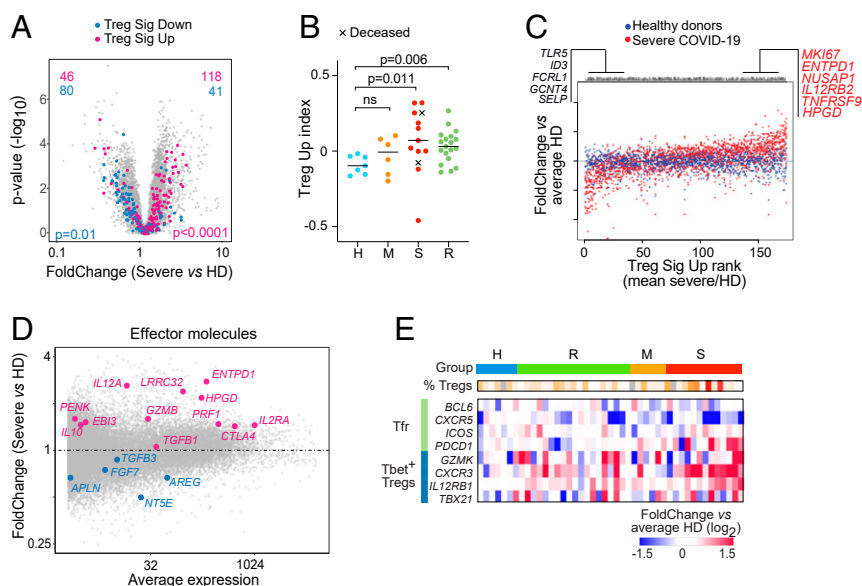 A
Treg Sig Down
Treg Sig Up
46
80
118
41
6
4
2
0
p=0.01
p<0.0001
0.1
1
10
p-value (-log10)
FoldChange (Severe vs HD)
B
× Deceased
p=0.006
p=0.011
ns
0.5
0
-0.5
Treg Up index
H M S R
C
Healthy donors
Severe COVID-19
TLR5
ID3
FCRL1
GCNT4
SELP
MKI67
ENTPD1
NUSAP1
IL12RB2
TNFRSF9
HPGD
FoldChange vs
average HD
0 50 100 150
Treg Sig Up rank
(mean severe/HD)
D
Effector molecules
4
1
0.25
FoldChange (Severe vs HD)
IL12A
LRRC32
ENTPD1
HPGD
PENK
EBI3
GZMB
PRF1
IL2RA
IL10
TGFB1
CTLA4
TGFB3
FGF7
AREG
APLN
NT5E
32
1024
Average expression
E
H R M S
Group
% Tregs
Tfr
Tbet+
Tregs
BCL6
CXCR5
ICOS
PDCD1
GZMK
CXCR3
IL12RB1
TBX21
FoldChange vs
average HD (log2)
-1.5 0 1.5